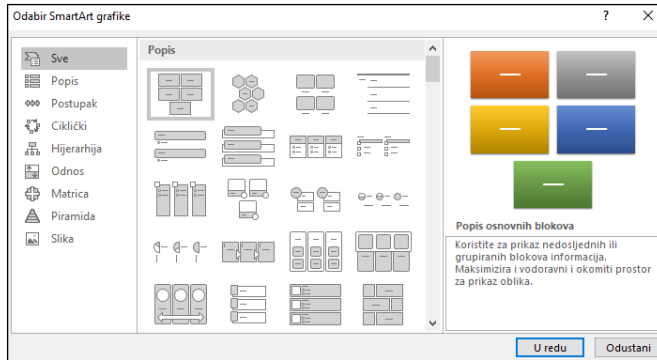 Odabir SmartArt grafike
?
Sve
Popis
Postupak
Ciklički
Hijerarhija
Odnos
Matrica
Piramida
Slika
Popis
Popis osnovnih blokova
Koristite za prikaz nedosljednih ili
grupiranih blokova informacija.
Maksimizira i vodoravni i okomiti prostor
za prikaz oblika.
U redu
Odustani